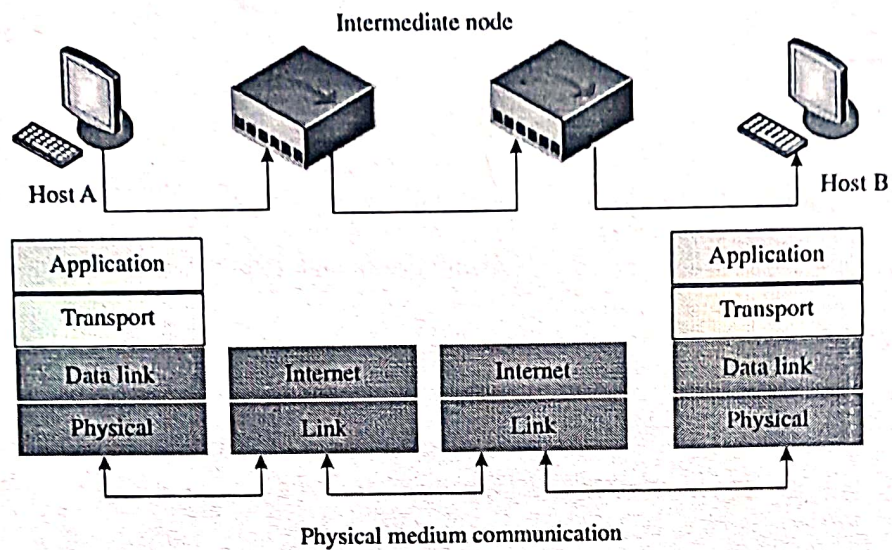 Intermediate node
Host A
Host B
Application
Transport
Data link
Physical
Internet
Link
Internet
Link
Application
Transport
Data link
Physical
Physical medium communication